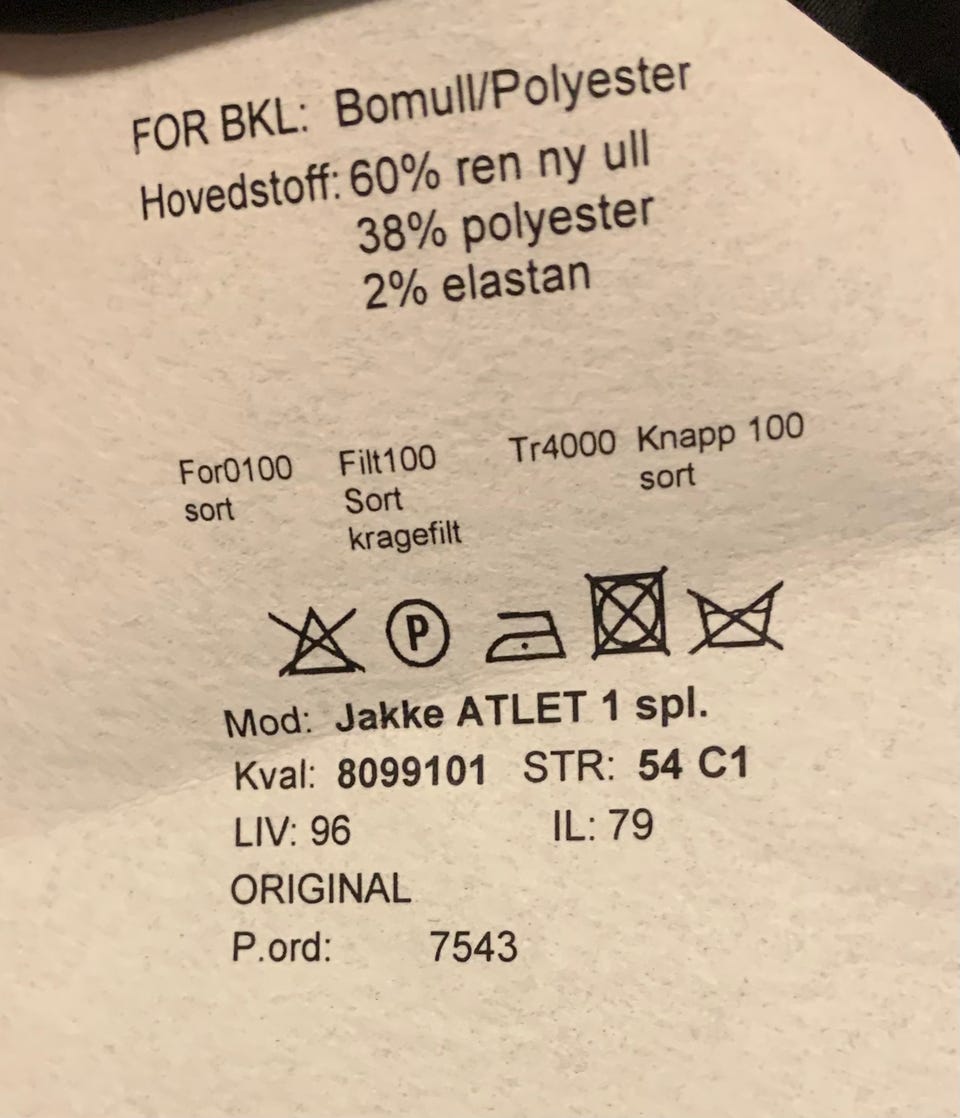 FOR BKL: Bomull/Polyester
Hovedstoff: 60% ren ny ull
38% polyester
2% elastan
For0100 Filt100 Tr4000 Knapp 100
sort Sort sort
kragefilt
P
Mod: Jakke ATLET 1 spl.
Kval: 8099101 STR: 54 C1
LIV: 96 IL: 79
ORIGINAL
P.ord: 7543